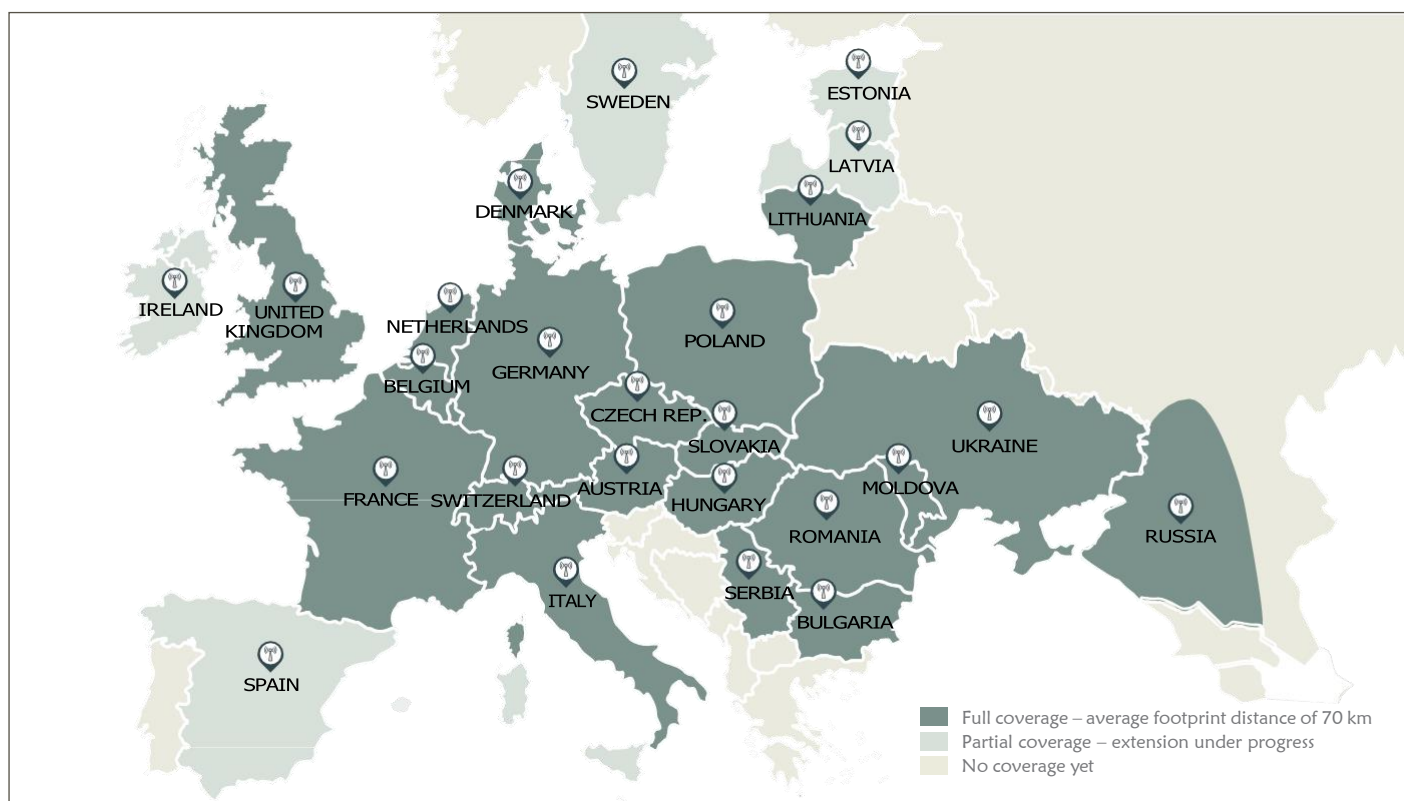 SWEDEN
ESTONIA
LATVIA
DENMARK
LITHUANIA
IRELAND
UNITED
KINGDOM
NETHERLANDS
POLAND
GERMANY
BELGIUM
CZECH REP.
SLOVAKIA
UKRAINE
FRANCE
SWITZERLAND
AUSTRIA
HUNGARY
MOLDOVA
ROMANIA
RUSSIA
SERBIA
ITALY
BULGARIA
SPAIN
Full coverage – average footprint distance of 70 km
Partial coverage – extension under progress
No coverage yet